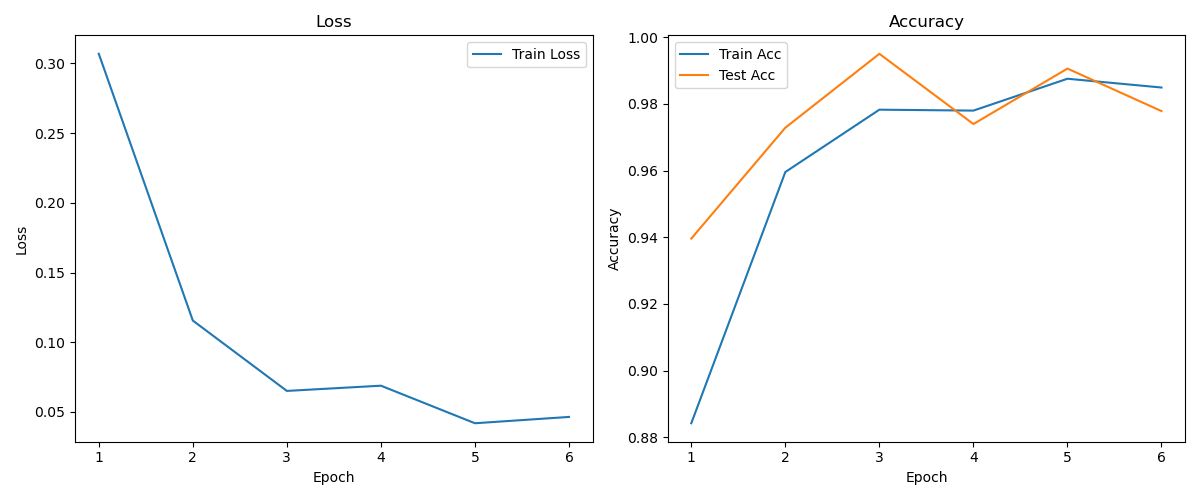 Loss
Train Loss
0.30
0.25
0.20
0.15
0.10
0.05
Loss
1 2 3 4 5 6
Epoch
Accuracy
Train Acc
Test Acc
1.00
0.98
0.96
0.94
0.92
0.90
0.88
Accuracy
1 2 3 4 5 6
Epoch